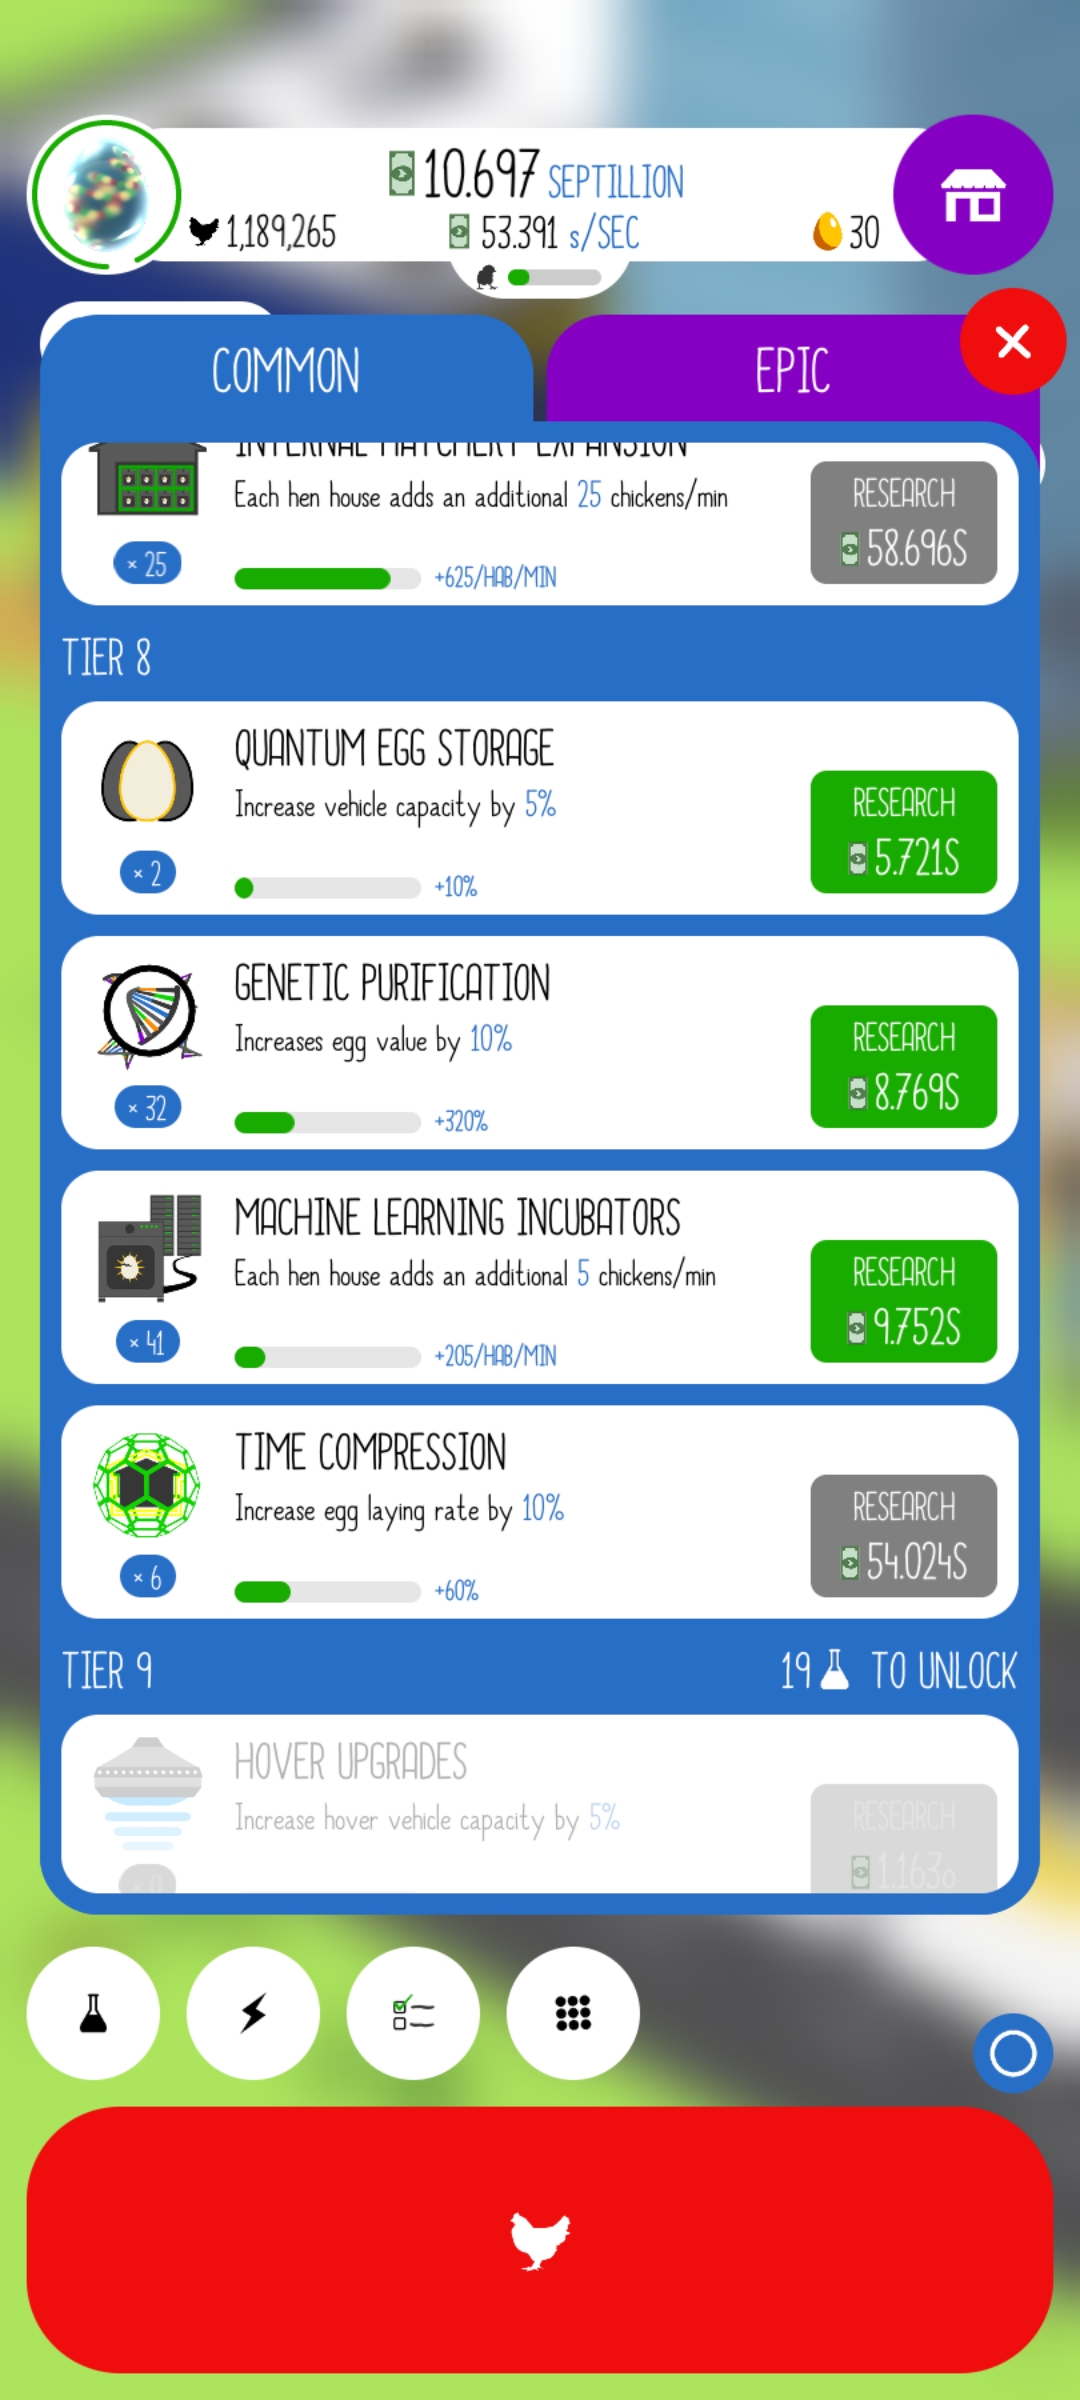 10.697 SEPTILLION
1,189,265
53.391 s/SEC
30
COMMON
EPIC
INTERNAL HATCHERY EXPANSION
Each hen house adds an additional 25 chickens/min
RESEARCH
58.696S
× 25
+625/HAB/MIN
TIER 8
QUANTUM EGG STORAGE
Increase vehicle capacity by 5%
RESEARCH
5.721S
× 2
+10%
GENETIC PURIFICATION
Increases egg value by 10%
RESEARCH
8.769S
× 32
+320%
MACHINE LEARNING INCUBATORS
Each hen house adds an additional 5 chickens/min
RESEARCH
9.752S
× 41
+205/HAB/MIN
TIME COMPRESSION
Increase egg laying rate by 10%
RESEARCH
54.024S
× 6
+60%
TIER 9
19 TO UNLOCK
HOVER UPGRADES
Increase hover vehicle capacity by 5%
RESEARCH
1.163o
× 0